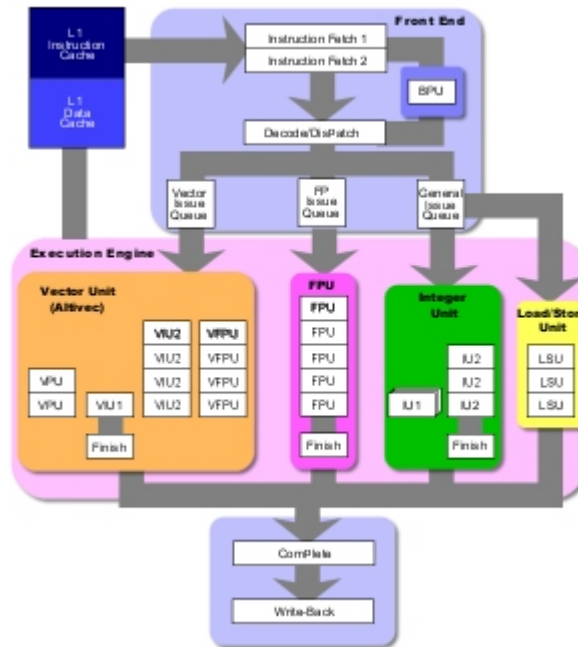 L1
Instruction
Cache
L1
Data
Cache
Front End
Instruction Fetch 1
Instruction Fetch 2
BPU
Decode/DisPatch
Vector
Issue
Queue
FP
Issue
Queue
General
Issue
Queue
Execution Engine
Vector Unit
(Altivec)
VPU
VPU
VIU1
Finish
VIU2
VIU2
VIU2
VIU2
VFPU
VFPU
VFPU
VFPU
FPU
FPU
FPU
FPU
FPU
FPU
Finish
Integer
Unit
IU1
IU2
IU2
IU2
Finish
Load/Stor
Unit
LSU
LSU
LSU
ComPlete
Write-Back